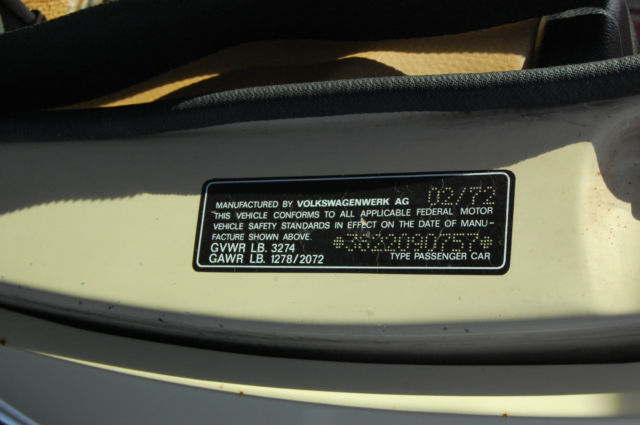 MANUFACTURED BY VOLKSWAGENWERK AG 02/72
THIS VEHICLE CONFORMS TO ALL APPLICABLE FEDERAL MOTOR
VEHICLE SAFETY STANDARDS IN EFFECT ON THE DATE OF MANU-
FACTURE SHOWN ABOVE. *3822090757*
GVWR LB. 3274
GAWR LB. 1278/2072 TYPE PASSENGER CAR